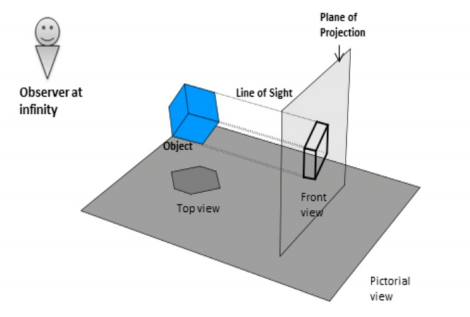 Plane of
Projection
Observer at
infinity
Line of Sight
Object
Top view
Front
view
Pictorial
view